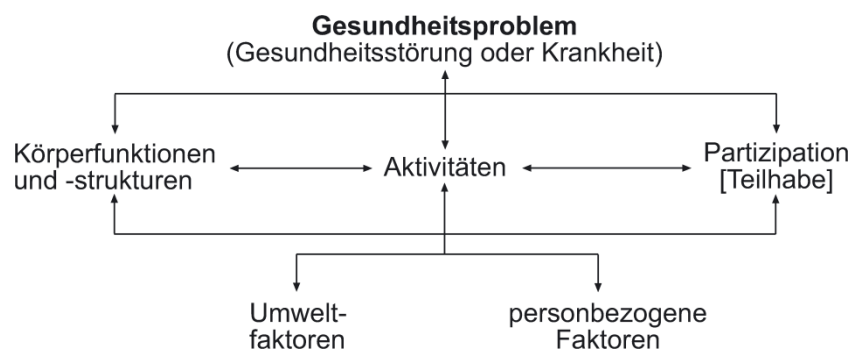 Gesundheitsproblem
(Gesundheitsstörung oder Krankheit)
Körperfunktionen
und -strukturen
Aktivitäten
Partizipation
[Teilhabe]
Umwelt-
faktoren
personbezogene
Faktoren